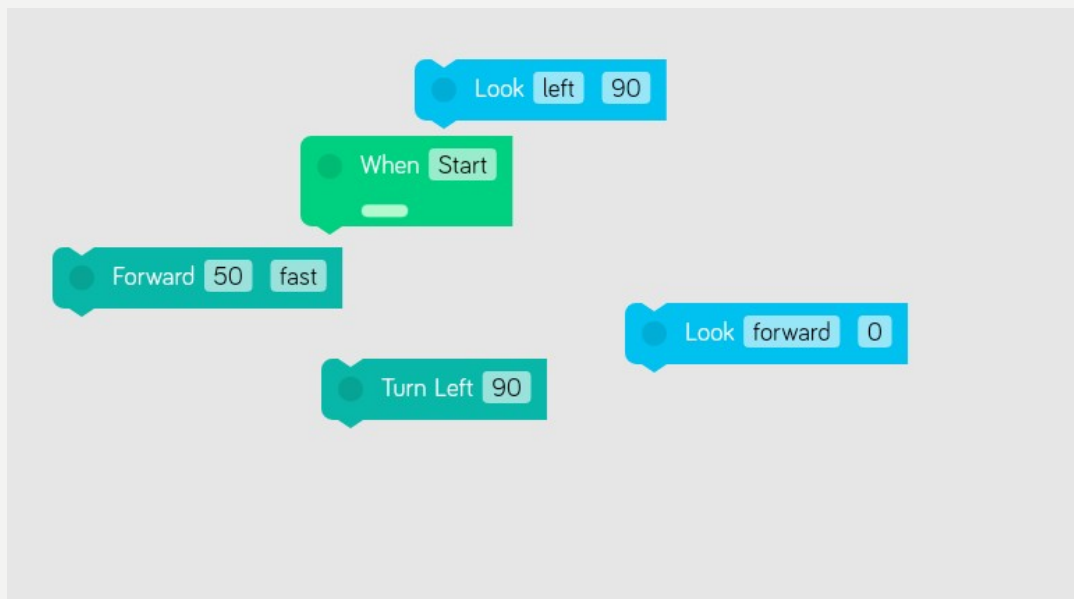 Look left 90
When Start
Forward 50 fast
Look forward 0
Turn Left 90